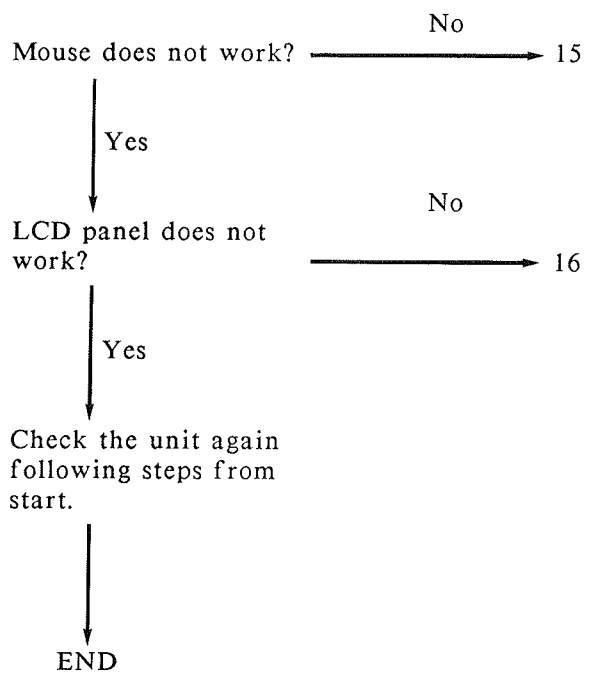 No
Mouse does not work?
15
Yes
No
LCD panel does not
work?
16
Yes
Check the unit again
following steps from
start.
END